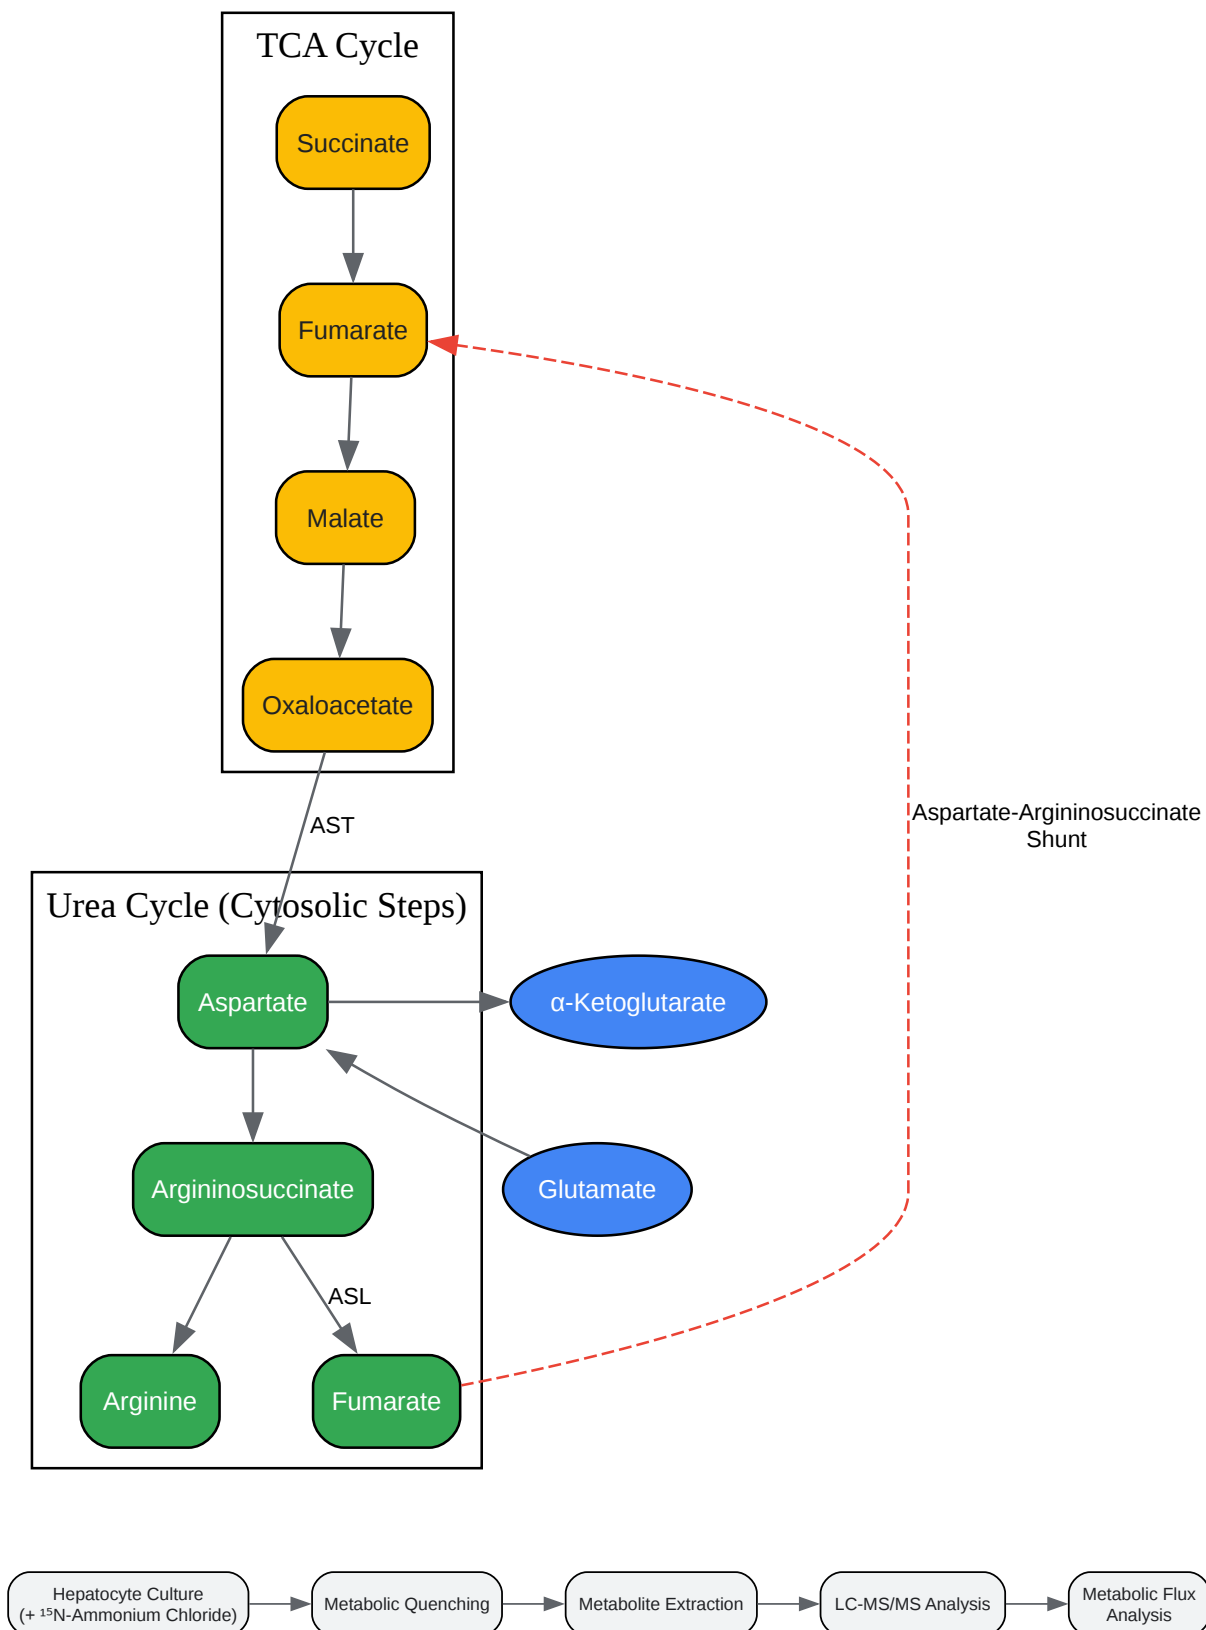 TCA Cycle
Succinate
Fumarate
Malate
Oxaloacetate
AST
Aspartate-Argininosuccinate
Shunt
Urea Cycle (Cytosolic Steps)
Aspartate
α-Ketoglutarate
Argininosuccinate
Glutamate
ASL
Arginine
Fumarate
Hepatocyte Culture
(+ ¹⁵N-Ammonium Chloride)
Metabolic Quenching
Metabolite Extraction
LC-MS/MS Analysis
Metabolic Flux
Analysis